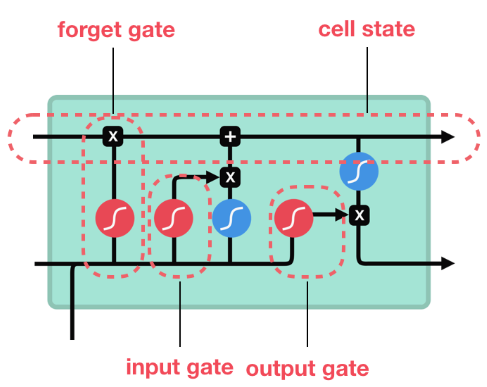 forget gate
cell state
X
+
X
X
input gate
output gate